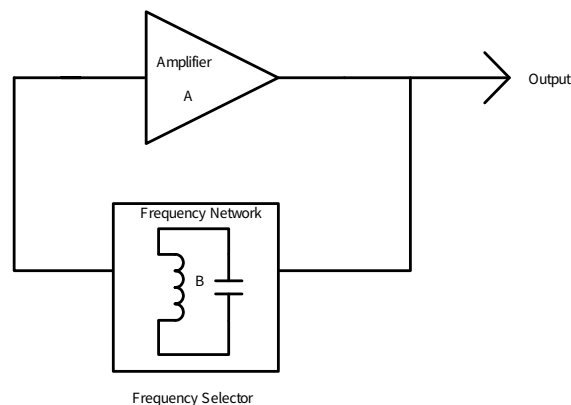 Amplifier
A
Output
Frequency Network
B
Frequency Selector